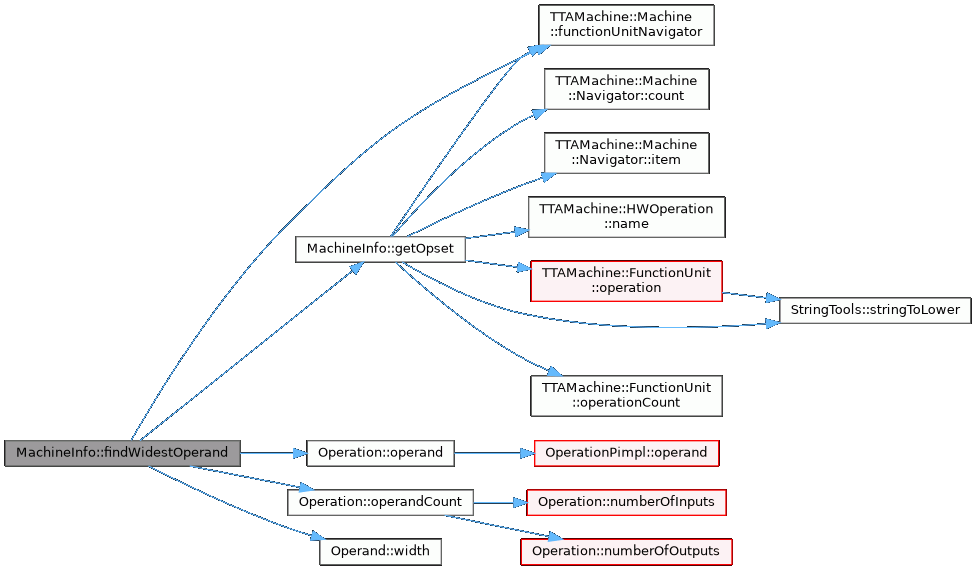 TTAMachine::Machine
::functionUnitNavigator
TTAMachine::Machine
::Navigator::count
TTAMachine::Machine
::Navigator::item
TTAMachine::HWOperation
::name
MachineInfo::getOpset
TTAMachine::FunctionUnit
::operation
StringTools::stringToLower
TTAMachine::FunctionUnit
::operationCount
MachineInfo::findWidestOperand
Operation::operand
OperationPimpl::operand
Operation::operandCount
Operation::numberOfInputs
Operand::width
Operation::numberOfOutputs